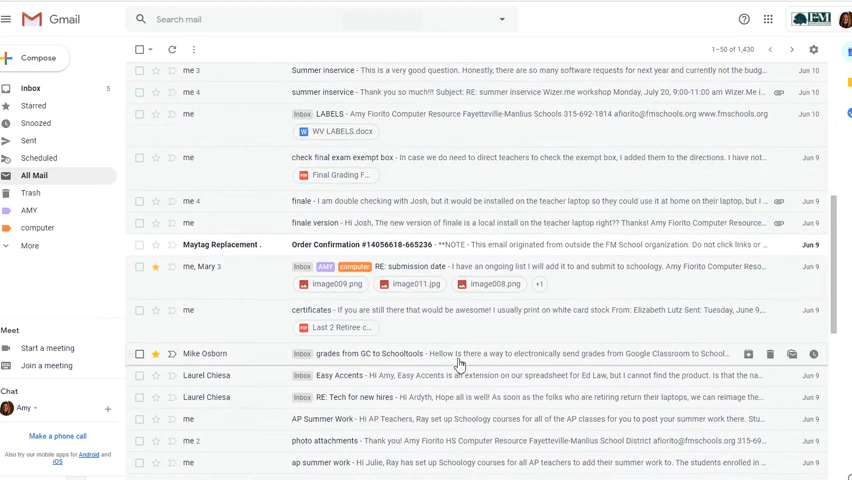 Gmail
Search mail
FM
Compose
1–50 of 1,430
Inbox 5
Starred
Snoozed
Sent
Scheduled
All Mail
Trash
AMY
computer
More
Meet
Start a meeting
Join a meeting
Chat
Amy
Make a phone call
Also try our mobile apps for Android and
iOS
me 3 Summer inservice - This is a very good question. Honestly, there are so many software requests for next year and currently not the budg... Jun 10
me 4 summer inservice - Thank you so much!!! Subject: RE: summer inservice Wizer.me workshop Monday, July 20, 9:00-11:00 am Wizer.Me i... Jun 10
me Inbox LABELS - Amy Fiorito Computer Resource Fayetteville-Manlius Schools 315-692-1814 afiorito@fmschools.org www.fmschools.org Jun 9
WV LABELS.docx
me check final exam exempt box - In case we do need to direct teachers to check the exempt box, I added them to the directions. I have not... Jun 9
Final Grading F...
me 4 finale - I am double checking with Josh, but it would be installed on the teacher laptop so they could use it at home on their laptop, but I ... Jun 9
me finale version - Hi Josh, The new version of finale is a local install on the teacher laptop right?? Thanks! Amy Fiorito Computer Resourc... Jun 9
Maytag Replacement . Order Confirmation #14056618-665236 - **NOTE - This email originated from outside the FM School organization. Do not click links or ... Jun 9
me, Mary 3 Inbox AMY computer RE: submission date - I have an ongoing list I will add it to and submit to schoology. Amy Fiorito Computer Reso... Jun 9
image009.png image011.jpg image008.png +1
me certificates - If you are still there that would be awesome! I usually print on white card stock From: Elizabeth Lutz Sent: Tuesday, June 9,... Jun 9
Last 2 Retiree c...
Mike Osborn Inbox grades from GC to Schooltools - Hellow Is there a way to electronically send grades from Google Classroom to School...
Laurel Chiesa Inbox Easy Accents - Hi Amy, Easy Accents is an extension on our spreadsheet for Ed Law, but I cannot find the product. Is that the na... Jun 9
Laurel Chiesa Inbox RE: Tech for new hires - Hi Ardyth, Hope all is well! As soon as the folks who are retiring return their laptops, we can reimage the... Jun 9
me AP Summer Work - Hi AP Teachers, Ray set up Schoology courses for all of the AP classes for you to post your summer work there. Stu... Jun 9
me 2 photo attachments - Thank you! Amy Fiorito HS Computer Resource Fayetteville-Manlius School District afiorito@fmschools.org 315-69... Jun 9
me ap summer work - Hi Julie, Ray has set up Schoology courses for all AP teachers to add their summer work to. The students enrolled in ... Jun 9